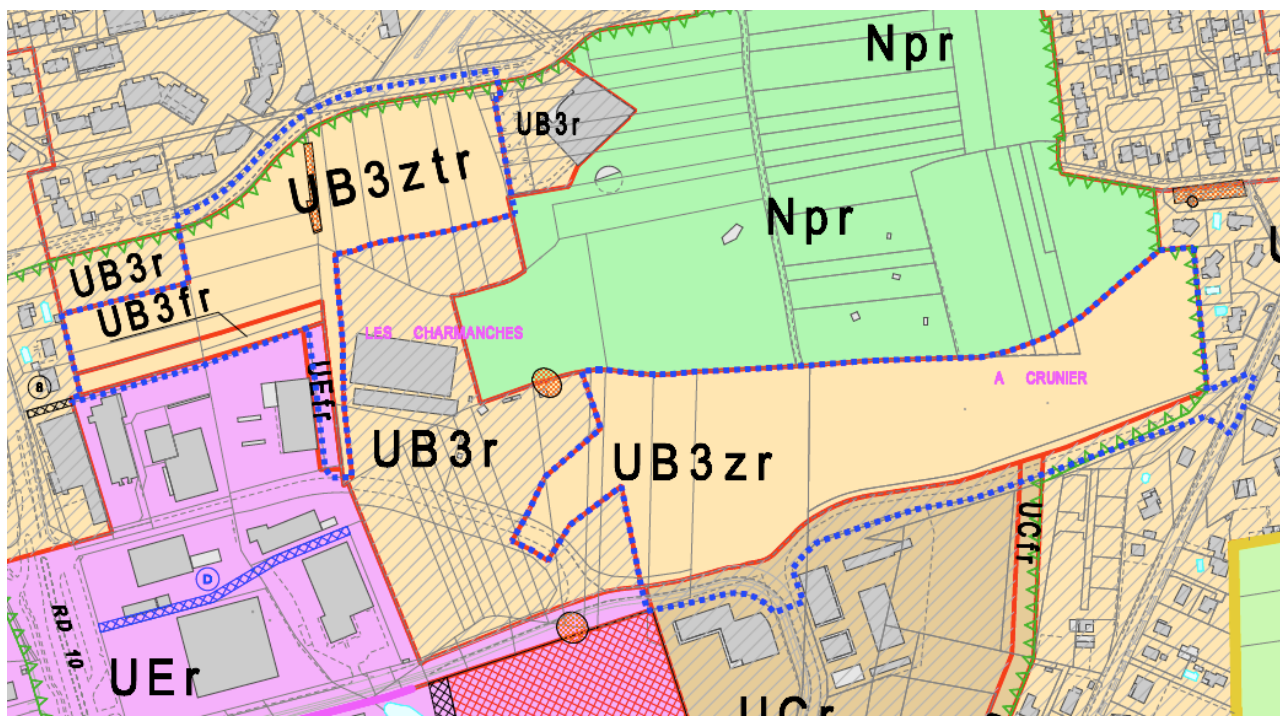 Npr
UB3r
UB3ztr
Npr
UB3r
UB3fr
LES CHARMANCHES
UEfr
A CRUNIER
8
UB3r
UB3zr
UCfr
D
RD 10
UEr
UCr